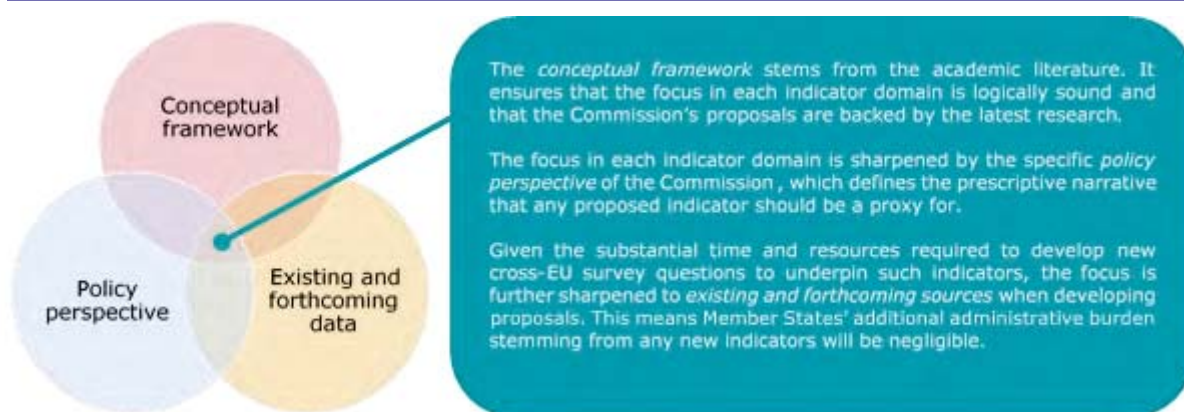 Conceptual
framework
Policy
perspective
Existing and
forthcoming
data
The conceptual framework stems from the academic literature. It
ensures that the focus in each indicator domain is logically sound and
that the Commission's proposals are backed by the latest research.
The focus in each indicator domain is sharpened by the specific policy
perspective of the Commission , which defines the prescriptive narrative
that any proposed indicator should be a proxy for.
Given the substantial time and resources required to develop new
cross-EU survey questions to underpin such indicators, the focus is
further sharpened to existing and forthcoming sources when developing
proposals. This means Member States' additional administrative burden
stemming from any new indicators will be negligible.